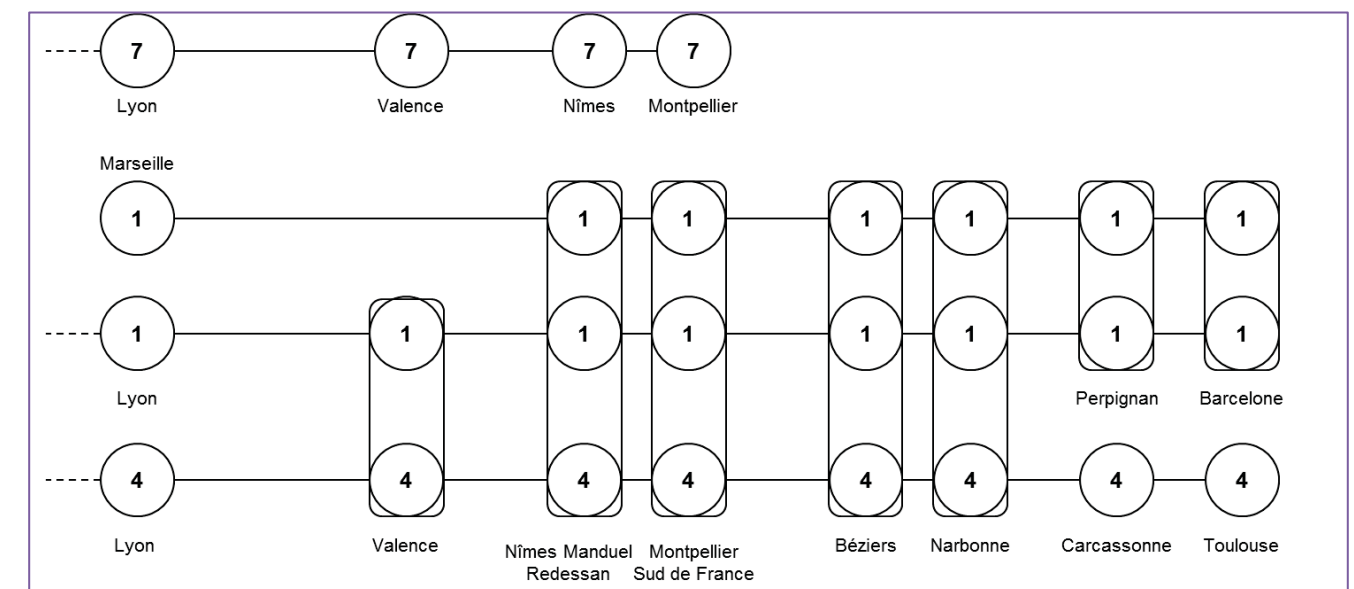 7 7 7 7
Lyon Valence Nîmes Montpellier
Marseille
1 1 1 1 1 1 1
1 1 1 1 1 1 1 1
Lyon Perpignan Barcelone
4 4 4 4 4 4 4 4
Lyon Valence Nîmes Manduel Montpellier Béziers Narbonne Carcassonne Toulouse
Redessan Sud de France